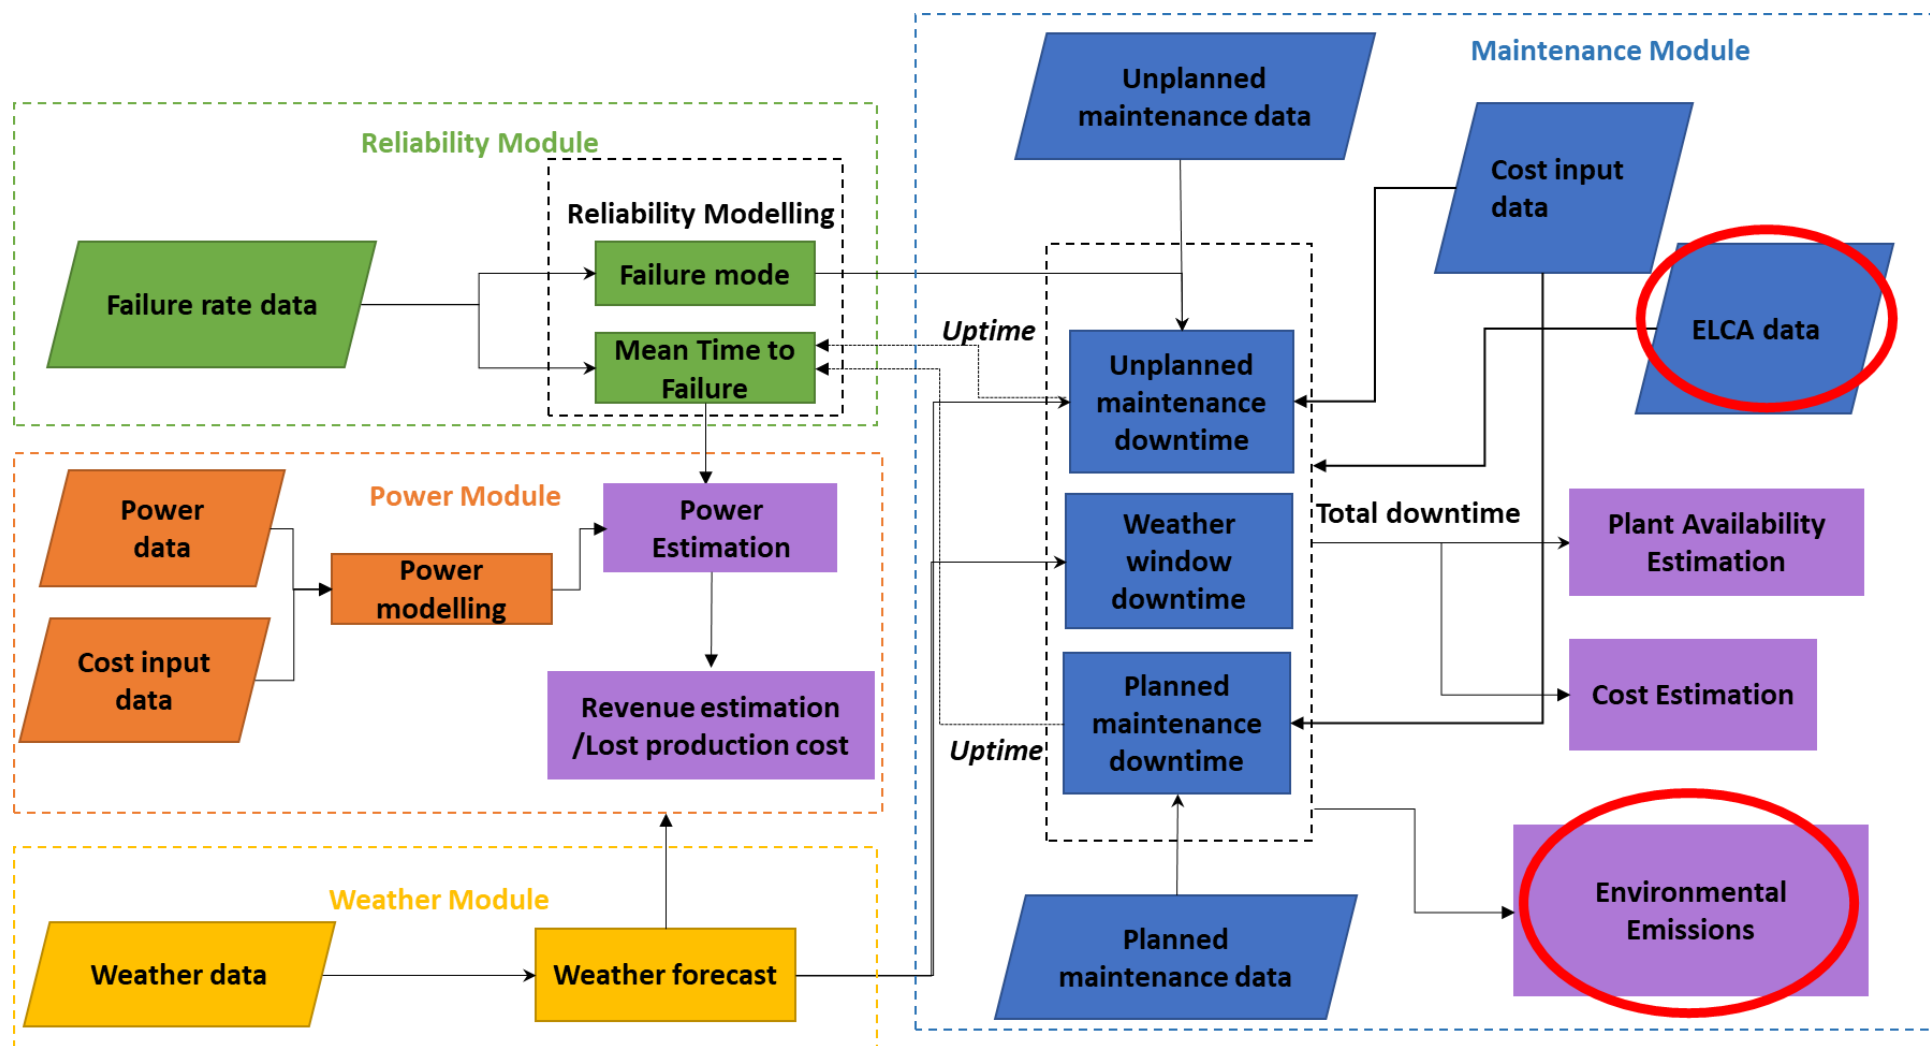 Maintenance Module
Unplanned
maintenance data
Cost input
data
ELCA data
Reliability Module
Reliability Modelling
Failure rate data
Failure mode
Mean Time to
Failure
Uptime
Unplanned
maintenance
downtime
Weather
window
downtime
Planned
maintenance
downtime
Uptime
Total downtime
Plant Availability
Estimation
Cost Estimation
Environmental
Emissions
Planned
maintenance data
Power Module
Power
data
Cost input
data
Power
modelling
Power
Estimation
Revenue estimation
/Lost production cost
Weather Module
Weather data
Weather forecast